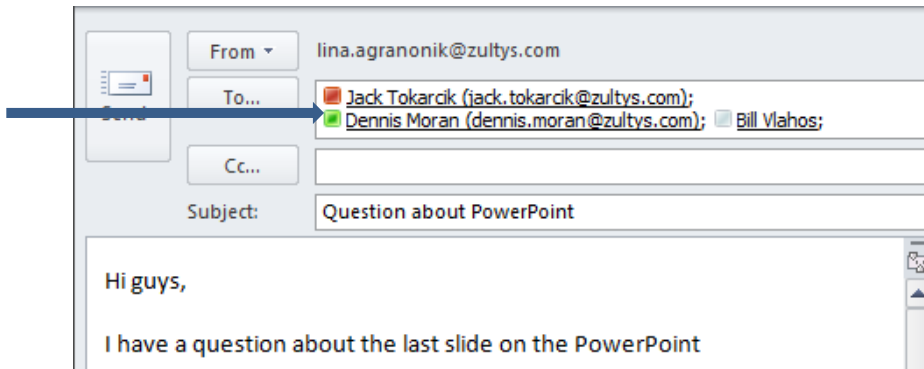 From
lina.agranonik@zultys.com
Send
To...
Jack Tokarcik (jack.tokarcik@zultys.com);
Dennis Moran (dennis.moran@zultys.com); Bill Vlahos;
Cc...
Subject: Question about PowerPoint
Hi guys,
I have a question about the last slide on the PowerPoint